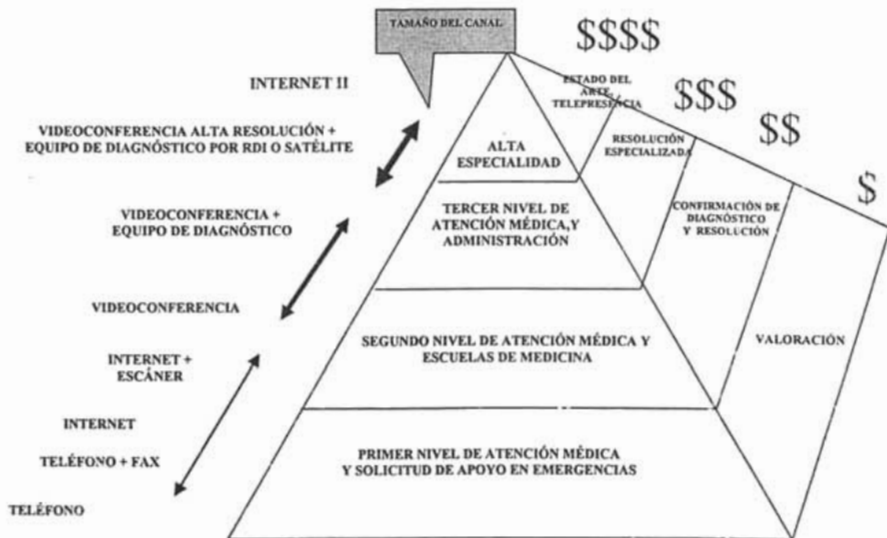 TAMAÑO DEL CANAL
$$$$
INTERNET II
ESTADO DEL
ARTE,
TELEPRESENCIA
$$$
VIDEOCONFERENCIA ALTA RESOLUCIÓN +
EQUIPO DE DIAGNÓSTICO POR RDI O SATÉLITE
ALTA
ESPECIALIDAD
RESOLUCIÓN
ESPECIALIZADA
$$
$
VIDEOCONFERENCIA +
EQUIPO DE DIAGNÓSTICO
TERCER NIVEL DE
ATENCIÓN MÉDICA,Y
ADMINISTRACIÓN
CONFIRMACIÓN DE
DIAGNÓSTICO
Y RESOLUCIÓN
VIDEOCONFERENCIA
SEGUNDO NIVEL DE ATENCIÓN MÉDICA Y
ESCUELAS DE MEDICINA
VALORACIÓN
INTERNET +
ESCÁNER
INTERNET
TELÉFONO + FAX
PRIMER NIVEL DE ATENCIÓN MÉDICA
Y SOLICITUD DE APOYO EN EMERGENCIAS
TELÉFONO